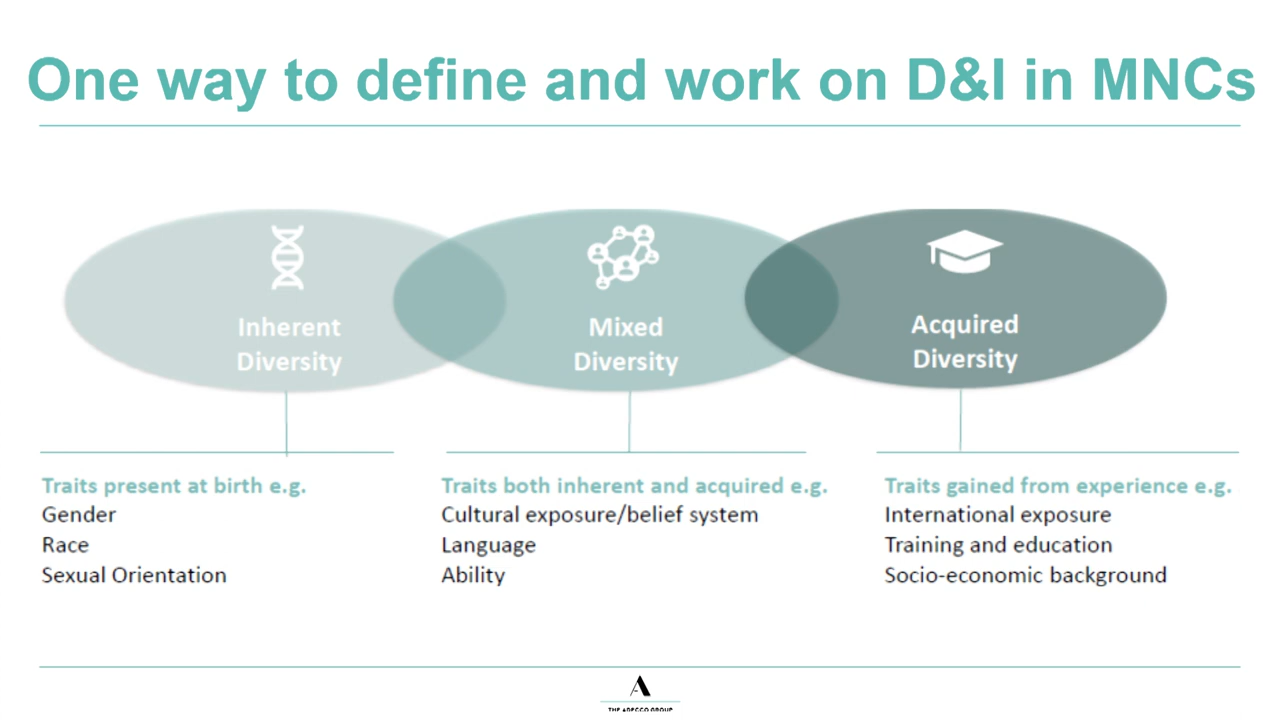 One way to define and work on D&I in MNCs
Inherent
Diversity
Mixed
Diversity
Acquired
Diversity
Traits present at birth e.g.
Gender
Race
Sexual Orientation
Traits both inherent and acquired e.g.
Cultural exposure/belief system
Language
Ability
Traits gained from experience e.g.
International exposure
Training and education
Socio-economic background
THE ADECCO GROUP